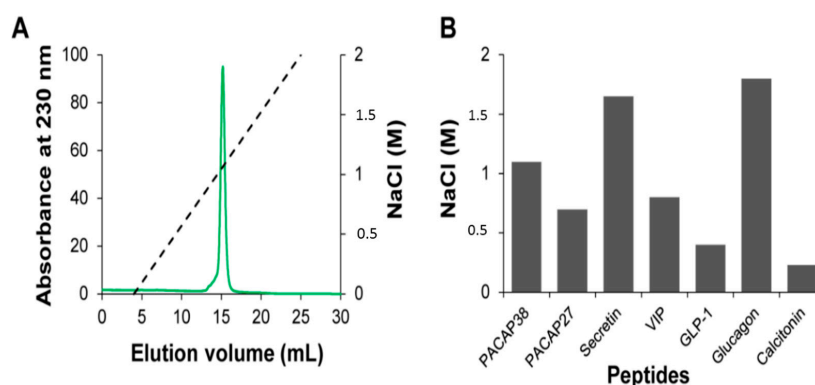 A
Absorbance at 230 nm
100
80
60
40
20
0
0
5
10
15
20
25
30
Elution volume (mL)
2
1.5
1
0.5
0
NaCl (M)
B
NaCl (M)
2
1.5
1
0.5
0
PACAP38
PACAP27
Secretin
VIP
GLP-1
Glucagon
Calcitonin
Peptides